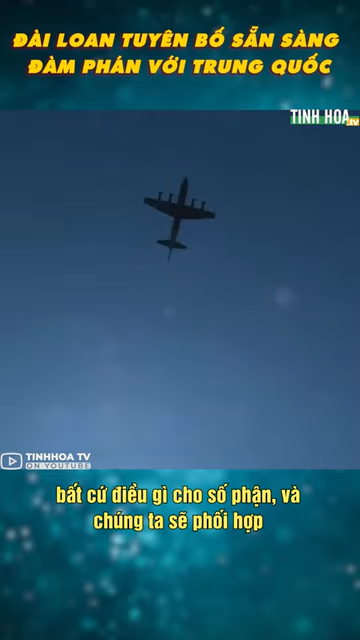 ĐÀI LOAN TUYÊN BỐ SẴN SÀNG
ĐÀM PHÁN VỚI TRUNG QUỐC
TINH HOA
.tv
TINHHOA TV
ON YOUTUBE
bất cứ điều gì cho số phận, và
chúng ta sẽ phối hợp